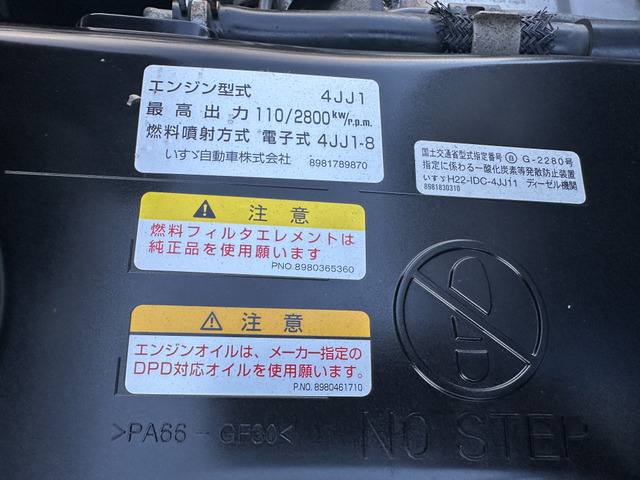 エンジン型式 4JJ1
最高出力 110/2800 kw/r.p.m.
燃料噴射方式 電子式 4JJ1-8
いすゞ自動車株式会社 8981789870
国土交通省型式指定番号 Ⓑ G-2280号
指定に係わる一酸化炭素等発散防止装置
いすゞH22-IDC-4JJ11 ディーゼル機関
8981830310
注意
燃料フィルタエレメントは
純正品を使用願います
PNO.8980365360
注意
エンジンオイルは、メーカー指定の
DPD対応オイルを使用願います。
P.NO. 8980461710
>PA66-GF30<
NO STEP